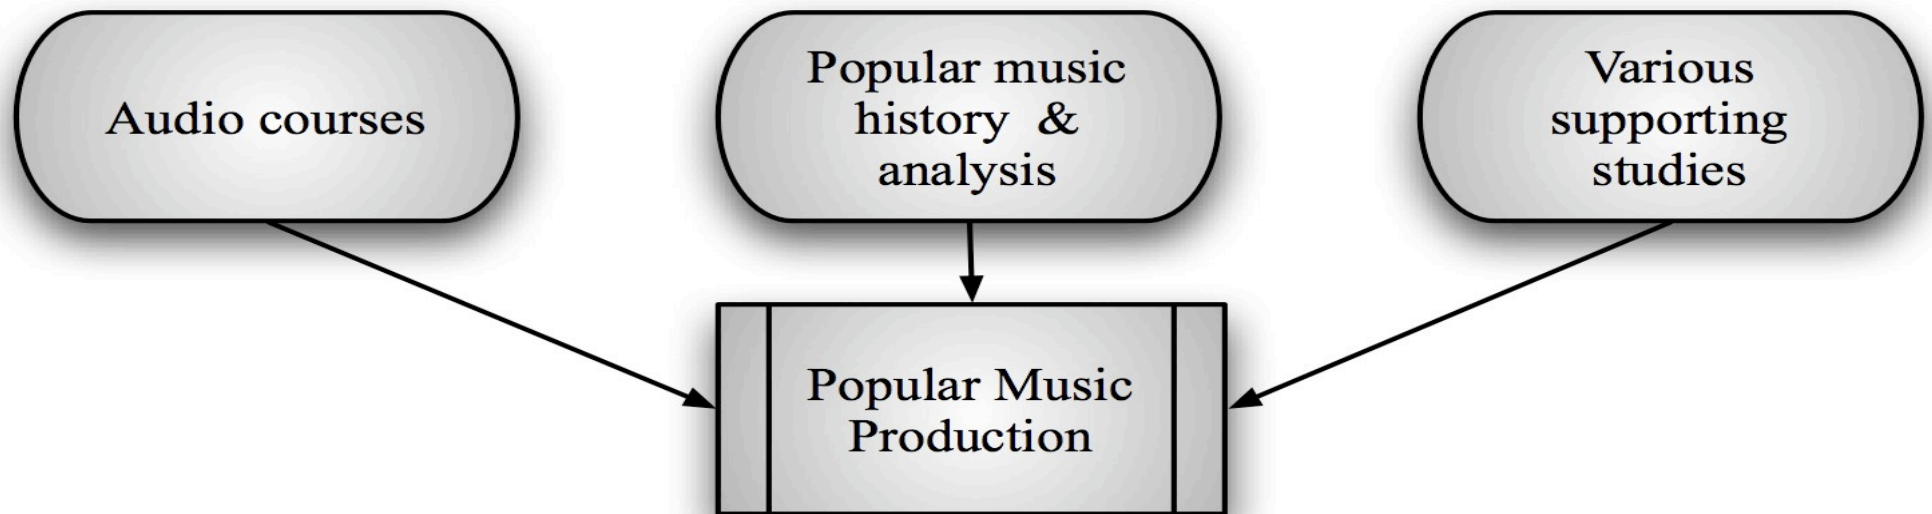 Audio courses
Popular music
history &
analysis
Various
supporting
studies
Popular Music
Production